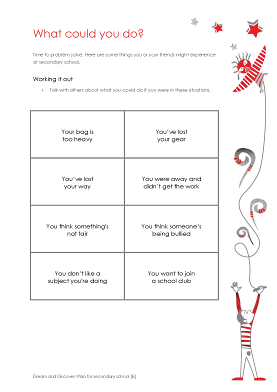 What could you do?
Time to problem solve. Here are some things you or your friends might experience
at secondary school.
Working it out
• Talk with others about what you could do if you were in these situations.
Your bag is
too heavy
You've lost
your gear
You've lost
your way
You were away and
didn't get the work
You think something's
not fair
You think someone's
being bullied
You don't like a
subject you're doing
You want to join
a school club
Dream and Discover: Plan for secondary school (B)